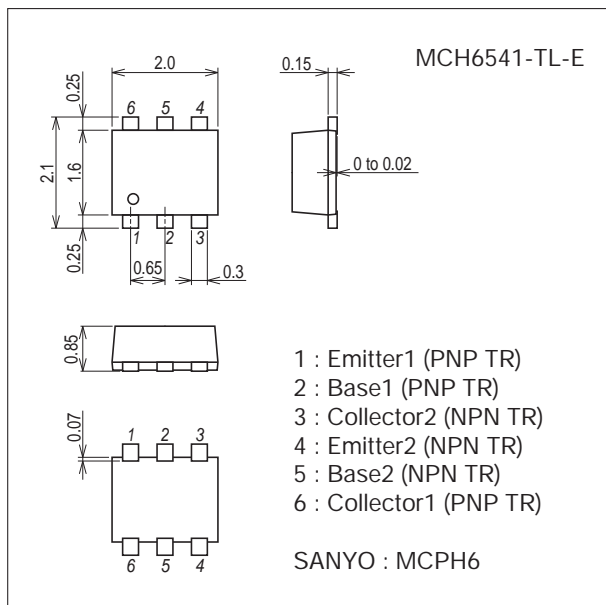 MCH6541-TL-E
2.0
0.15
0.25
6 5 4
2.1
1.6
0 to 0.02
1 2 3
0.25
0.65
0.3
0.85
1 : Emitter1 (PNP TR)
2 : Base1 (PNP TR)
3 : Collector2 (NPN TR)
4 : Emitter2 (NPN TR)
5 : Base2 (NPN TR)
6 : Collector1 (PNP TR)
0.07
1 2 3
6 5 4
SANYO : MCPH6